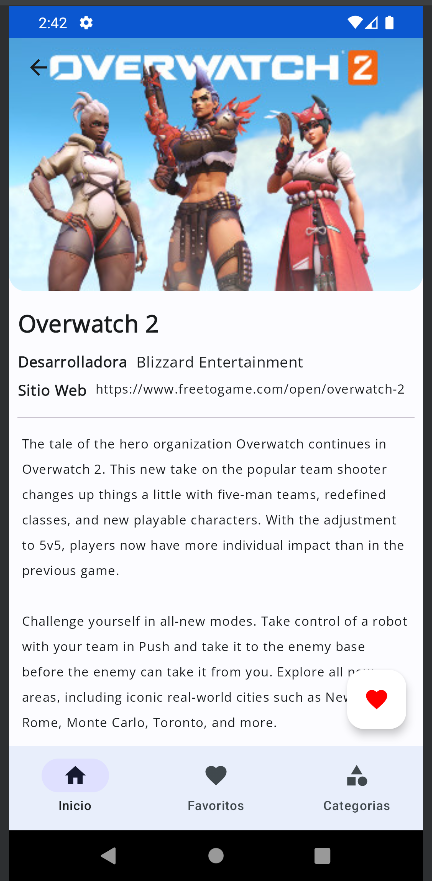 2:42
OVERWATCH 2
Overwatch 2
Desarrolladora Blizzard Entertainment
Sitio Web https://www.freetogame.com/open/overwatch-2
The tale of the hero organization Overwatch continues in
Overwatch 2. This new take on the popular team shooter
changes up things a little with five-man teams, redefined
classes, and new playable characters. With the adjustment
to 5v5, players now have more individual impact than in the
previous game.
Challenge yourself in all-new modes. Take control of a robot
with your team in Push and take it to the enemy base
before the enemy can take it from you. Explore all new
areas, including iconic real-world cities such as New
Rome, Monte Carlo, Toronto, and more.
Inicio Favoritos Categorias